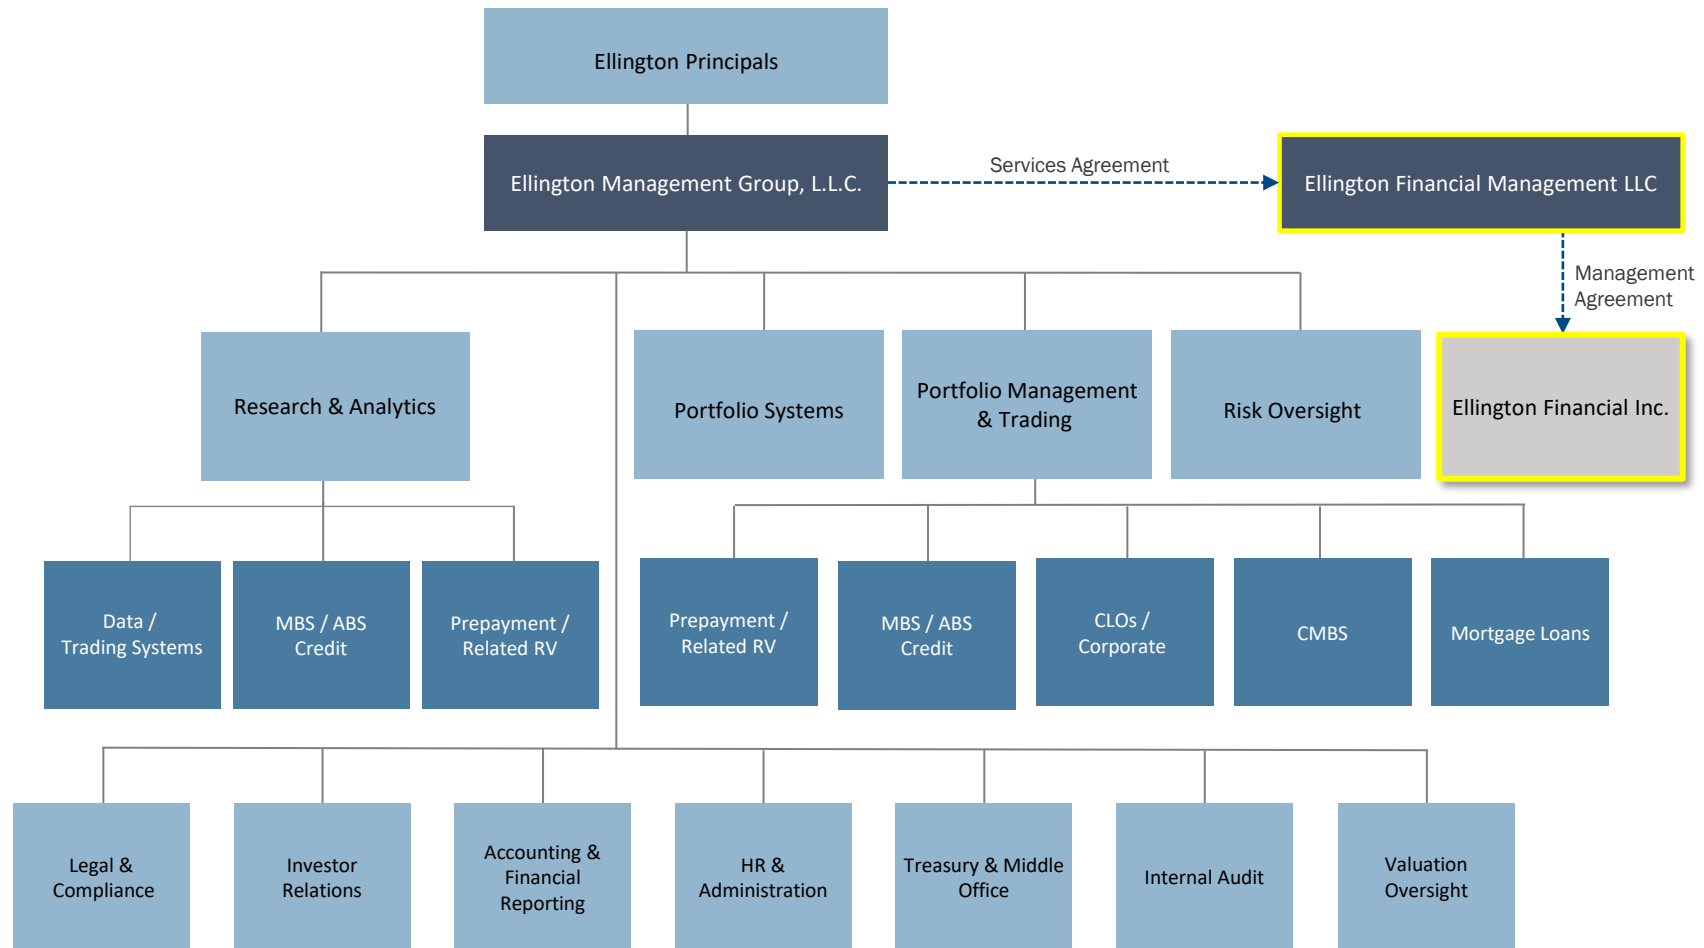 Ellington Principals
Ellington Management Group, L.L.C.
Services Agreement
Ellington Financial Management LLC
Management
Agreement
Research & Analytics
Portfolio Systems
Portfolio Management
& Trading
Risk Oversight
Ellington Financial Inc.
Data /
Trading Systems
MBS / ABS
Credit
Prepayment /
Related RV
Prepayment /
Related RV
MBS / ABS
Credit
CLOs /
Corporate
CMBS
Mortgage Loans
Legal &
Compliance
Investor
Relations
Accounting &
Financial
Reporting
HR &
Administration
Treasury & Middle
Office
Internal Audit
Valuation
Oversight